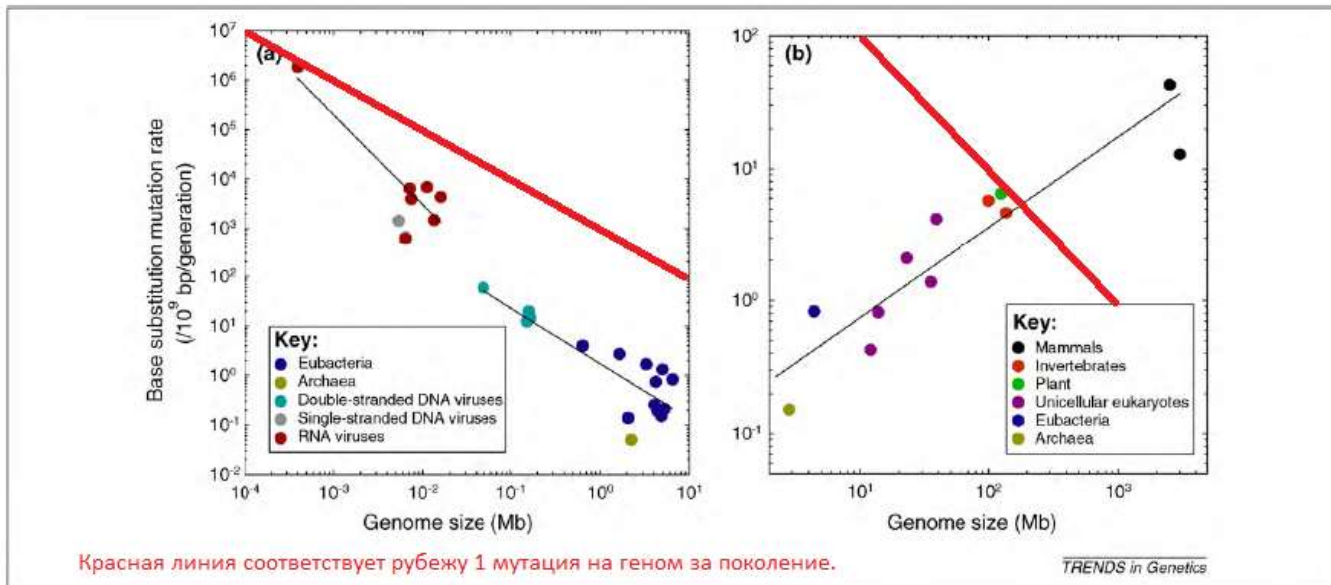 10^7
10^6
10^5
10^4
10^3
10^2
10^1
10^0
10^-1
10^-2
Base substitution mutation rate
(/10^9 bp/generation)
(a)
Key:
Eubacteria
Archaea
Double-stranded DNA viruses
Single-stranded DNA viruses
RNA viruses
10^-4 10^-3 10^-2 10^-1 10^0 10^1
Genome size (Mb)
10^2
10^1
10^0
10^-1
(b)
Key:
Mammals
Invertebrates
Plant
Unicellular eukaryotes
Eubacteria
Archaea
10^1 10^2 10^3
Genome size (Mb)
Красная линия соответствует рубежу 1 мутация на геном за поколение.
TRENDS in Genetics